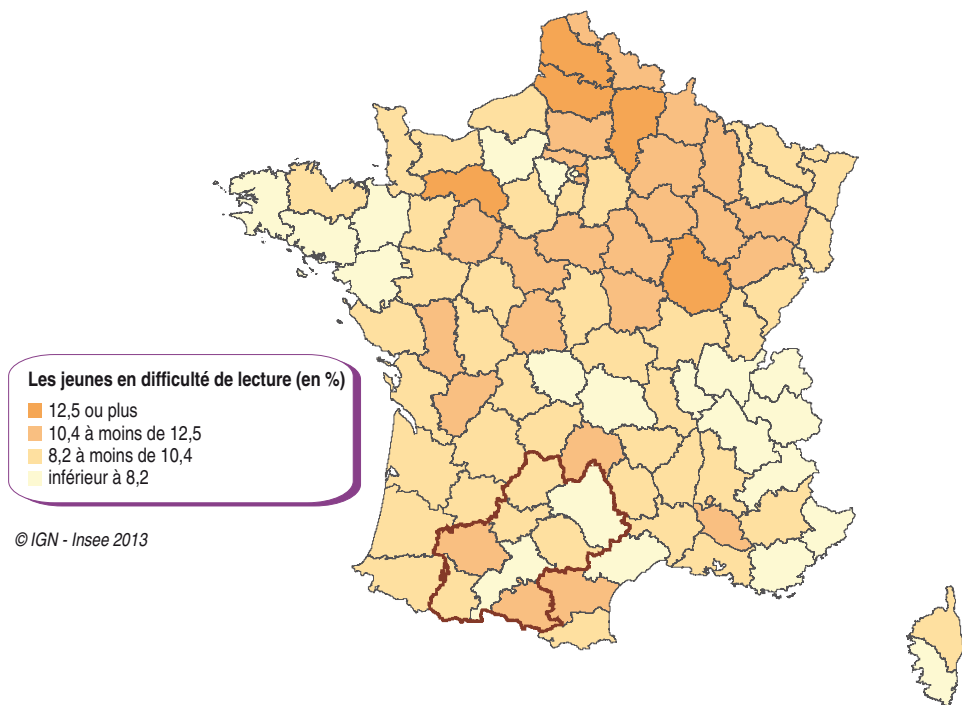 Les jeunes en difficulté de lecture (en %)
12,5 ou plus
10,4 à moins de 12,5
8,2 à moins de 10,4
inférieur à 8,2
© IGN - Insee 2013